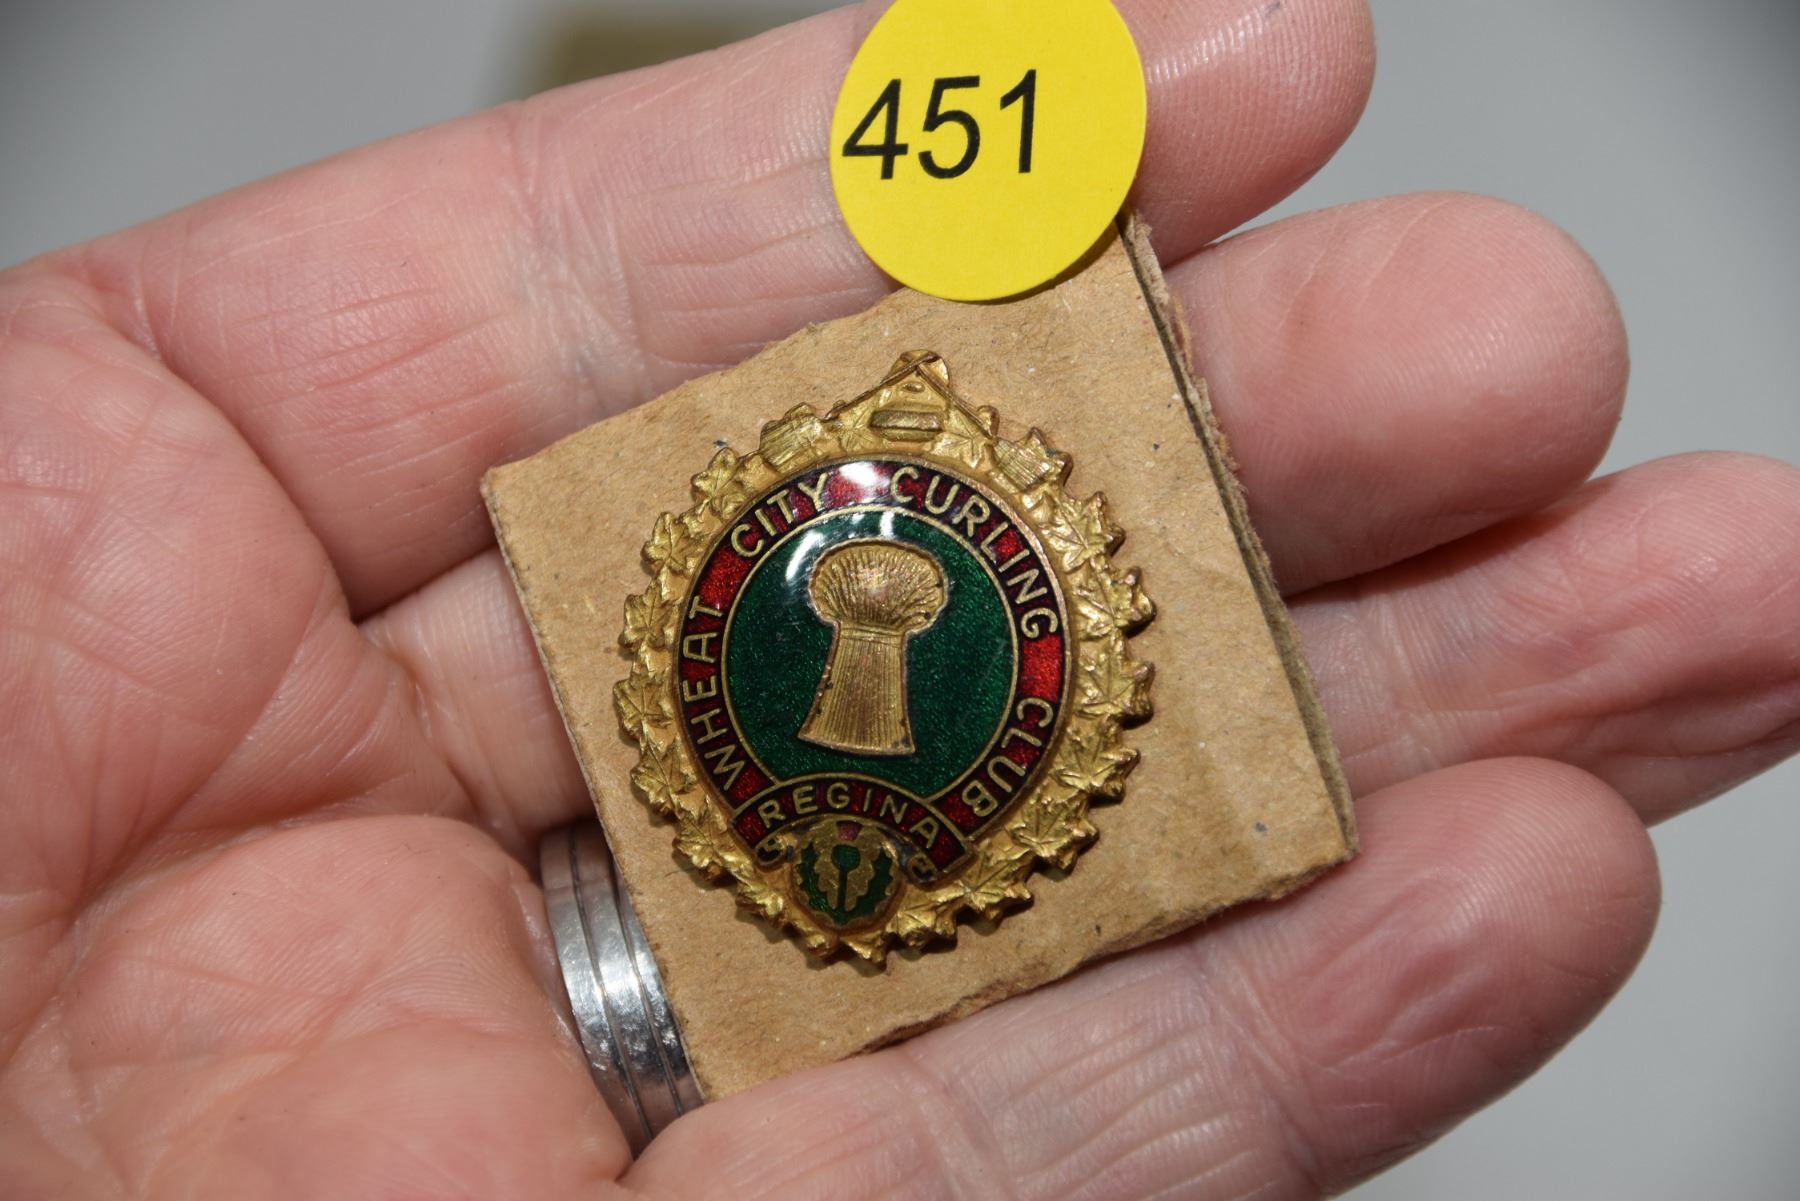 451
WHEAT CITY CURLING CLUB
REGINA